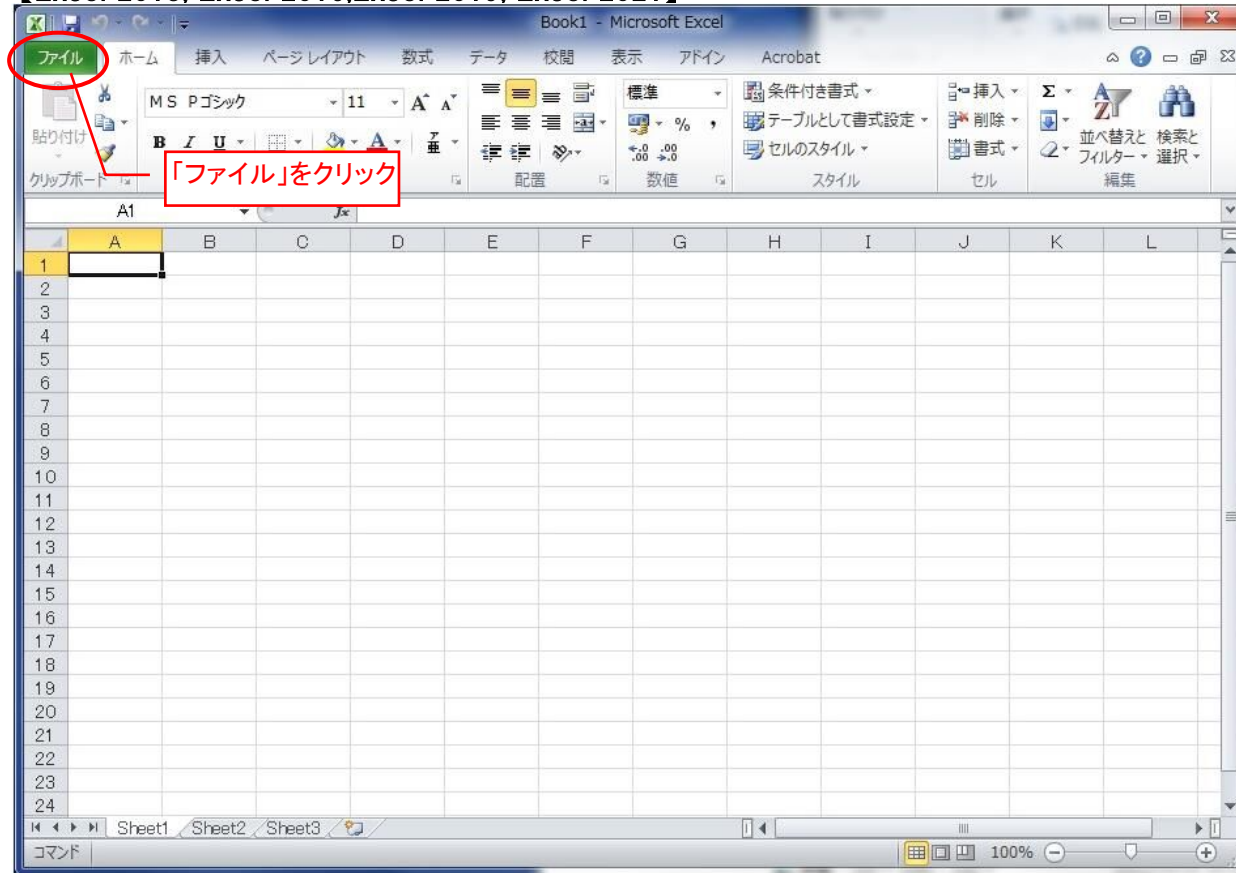 Book1 - Microsoft Excel
ファイル ホーム 挿入 ページ レイアウト 数式 データ 校閲 表示 アドイン Acrobat
ＭＳ Ｐゴシック 11
標準
条件付き書式
テーブルとして書式設定
セルのスタイル
挿入
削除
書式
Σ
並べ替えと フィルター
検索と 選択
貼り付け
B I U A 亜
% ,
クリップボード 配置 数値 スタイル セル 編集
「ファイル」をクリック
A1 fx
A B C D E F G H I J K L
1
2
3
4
5
6
7
8
9
10
11
12
13
14
15
16
17
18
19
20
21
22
23
24
Sheet1 Sheet2 Sheet3
コマンド 100%